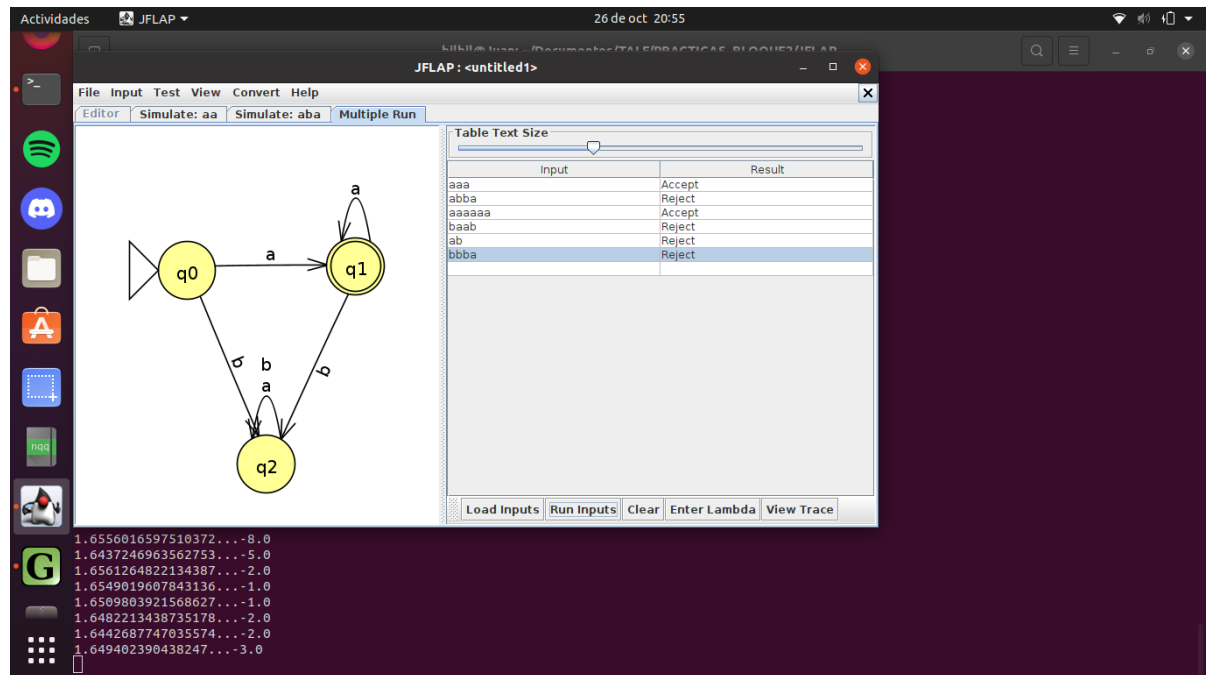 Actividades JFLAP 26 de oct 20:55
JFLAP : <untitled1>
File Input Test View Convert Help
Editor Simulate: aa Simulate: aba Multiple Run
Table Text Size
Input Result
aaa Accept
abba Reject
aaaaaa Accept
baab Reject
ab Reject
bbba Reject
a
q0 a q1
b b b
a
q2
Load Inputs Run Inputs Clear Enter Lambda View Trace
nqq
G
1.6556016597510372...-8.0
1.6437246963562753...-5.0
1.6561264822134387...-2.0
1.6549019607843136...-1.0
1.6509803921568627...-1.0
1.6482213438735178...-2.0
1.6442687747035574...-2.0
1.649402390438247...-3.0